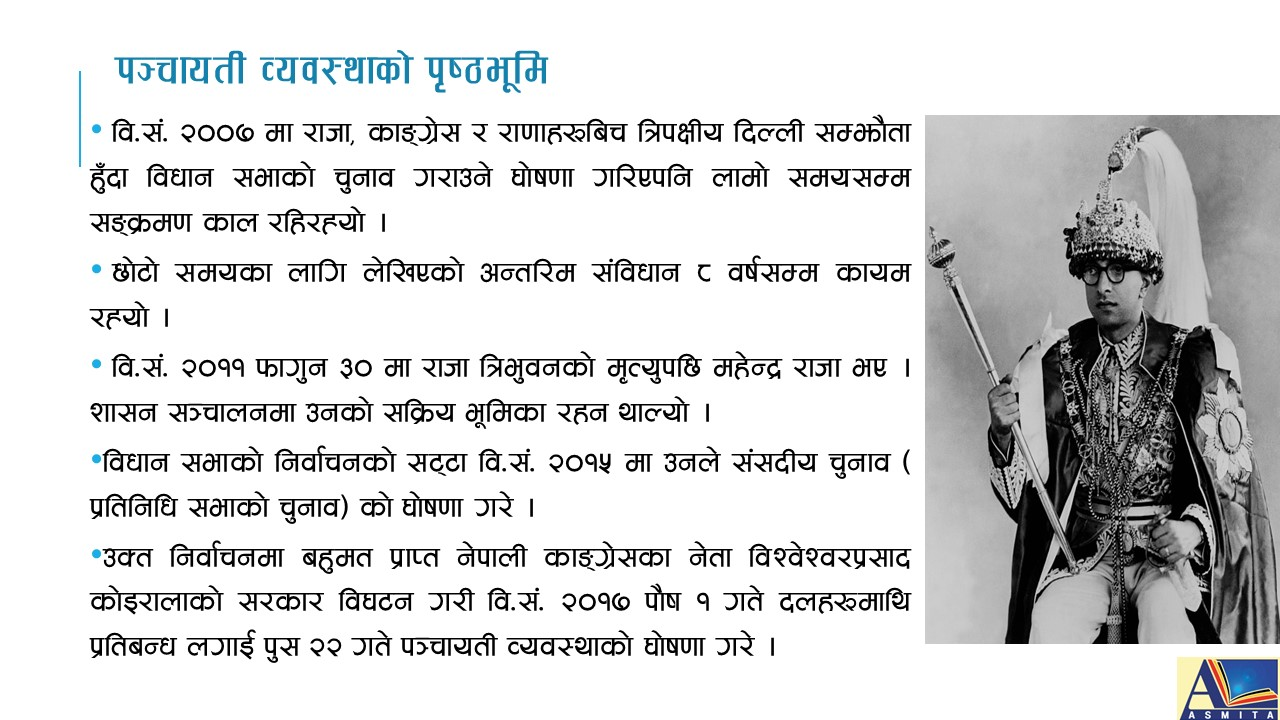 पञ्चायती व्यवस्थाको पृष्ठभूमि
• वि.सं. २००७ मा राजा, काङ्ग्रेस र राणाहरुबिच त्रिपक्षीय दिल्ली सम्झौता
हुँदा विधान सभाको चुनाव गराउने घोषणा गरिएपनि लामो समयसम्म
सङ्क्रमण काल रहिरह्यो ।
• छोटो समयका लागि लेखिएको अन्तरिम संविधान ८ वर्षसम्म कायम
रह्यो ।
• वि.सं. २०११ फागुन ३० मा राजा त्रिभुवनको मृत्युपछि महेन्द्र राजा भए ।
शासन सञ्चालनमा उनको सक्रिय भूमिका रहन थाल्यो ।
•विधान सभाको निर्वाचनको सट्टा वि.सं. २०१५ मा उनले संसदीय चुनाव (
प्रतिनिधि सभाको चुनाव) को घोषणा गरे ।
•उक्त निर्वाचनमा बहुमत प्राप्त नेपाली काङ्ग्रेसका नेता विश्वेश्वरप्रसाद
कोइरालाको सरकार विघटन गरी वि.सं. २०१७ पौष १ गते दलहरुमाथि
प्रतिबन्ध लगाई पुस २२ गते पञ्चायती व्यवस्थाको घोषणा गरे ।
ASMITA